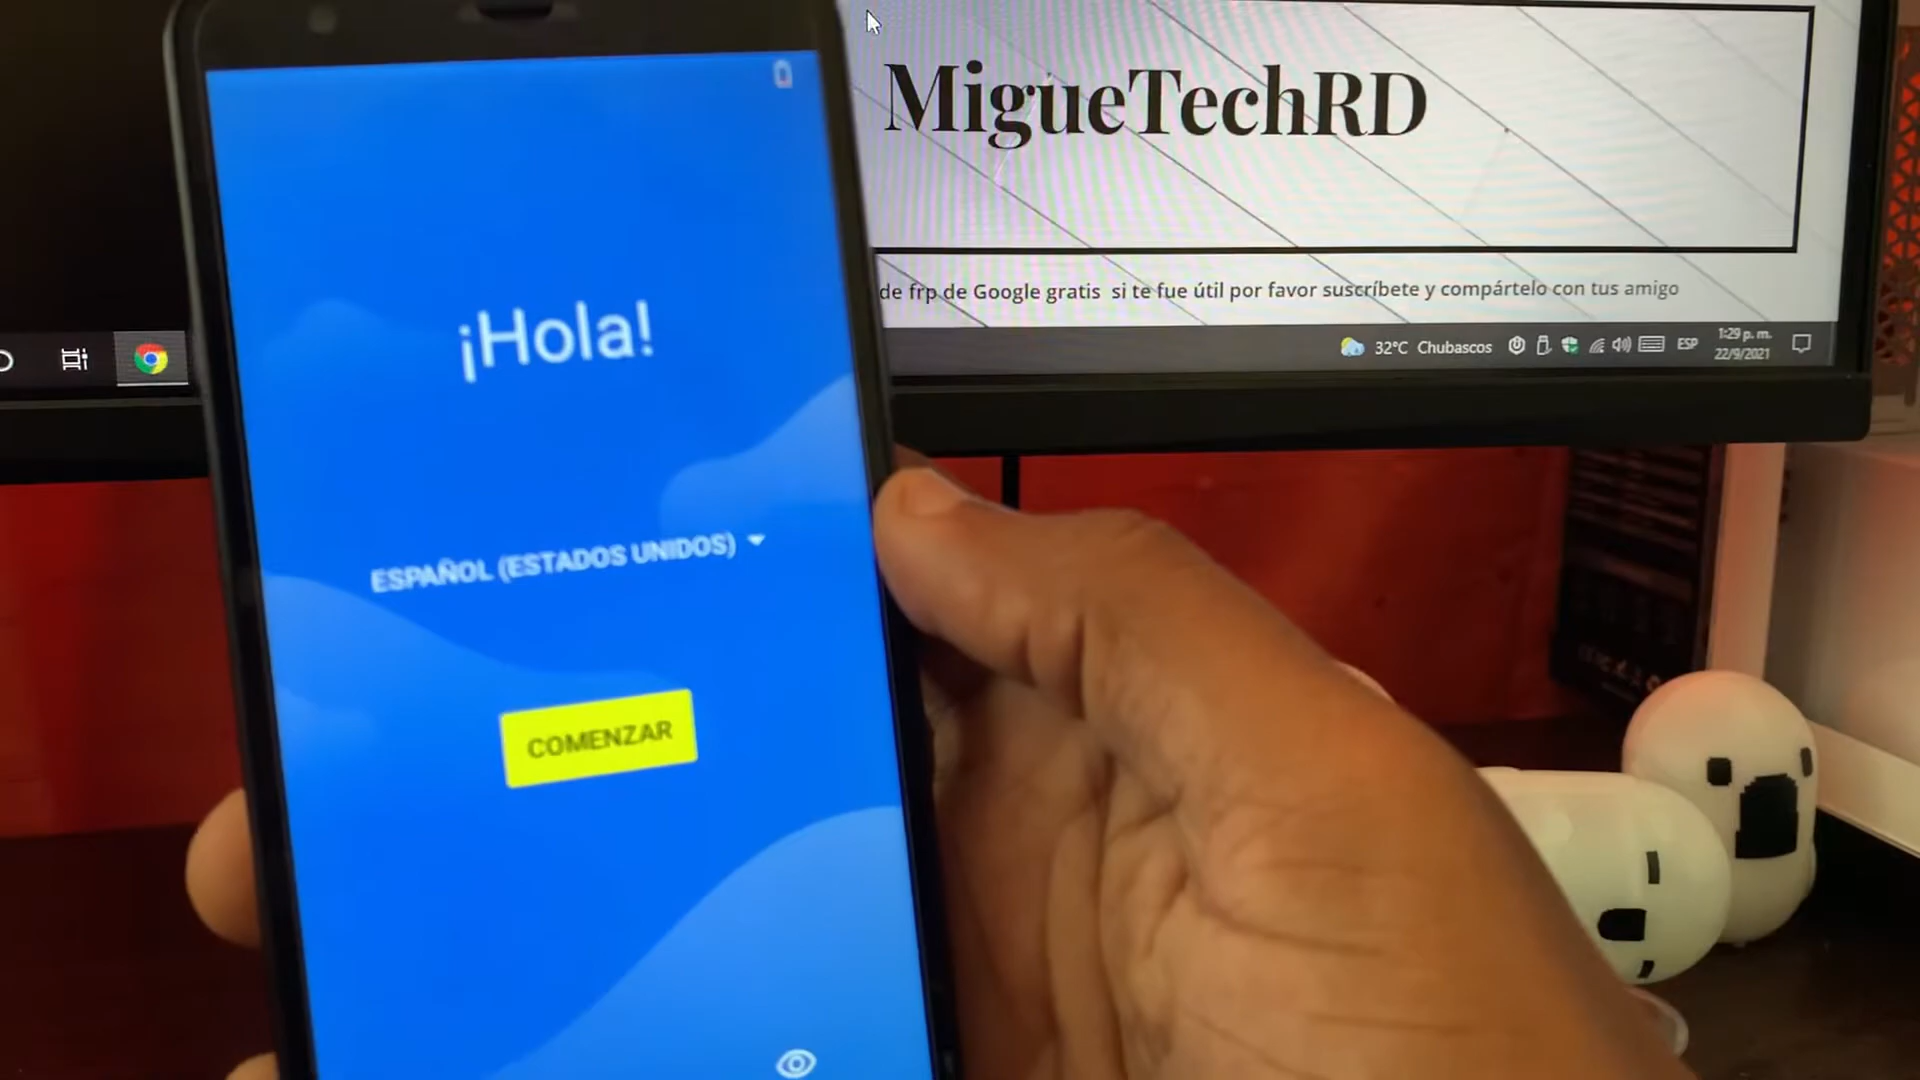 ¡Hola!
ESPAÑOL (ESTADOS UNIDOS)
COMENZAR
MigueTechRD
de frp de Google gratis si te fue útil por favor suscríbete y compártelo con tus amigo
32°C Chubascos
ESP
1:29 p. m.
22/9/2021